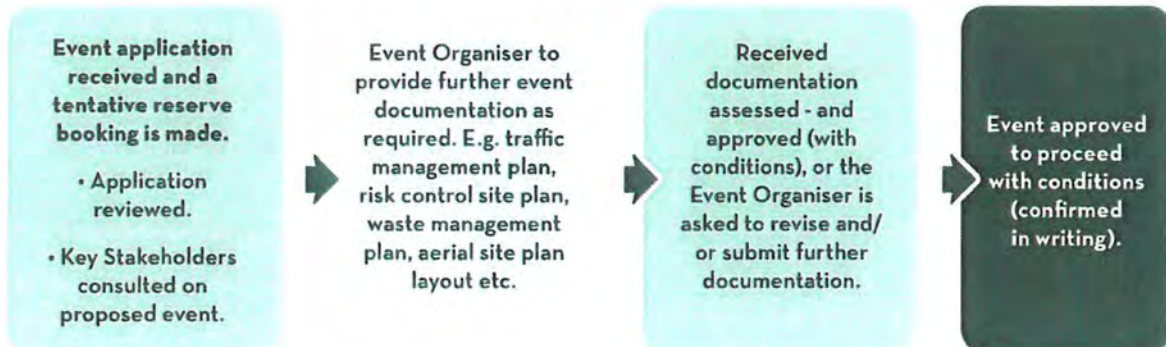 Event application
received and a
tentative reserve
booking is made.
• Application
reviewed.
• Key Stakeholders
consulted on
proposed event.
Event Organiser to
provide further event
documentation as
required. E.g. traffic
management plan,
risk control site plan,
waste management
plan, aerial site plan
layout etc.
Received
documentation
assessed - and
approved (with
conditions), or the
Event Organiser is
asked to revise and/
or submit further
documentation.
Event approved
to proceed
with conditions
(confirmed
in writing).